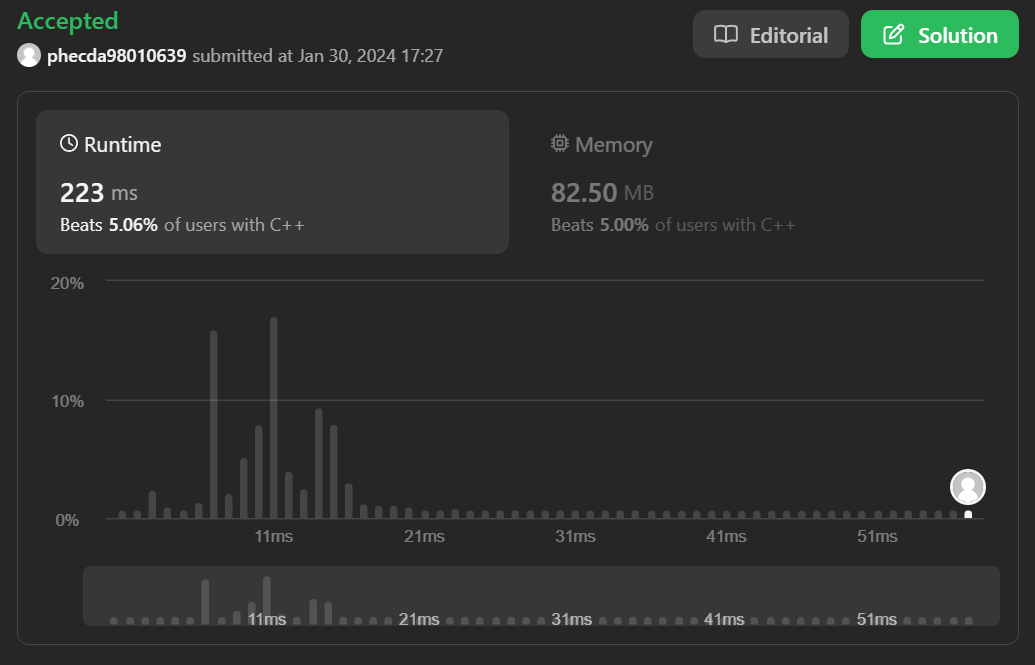 Accepted
phecda98010639 submitted at Jan 30, 2024 17:27
Editorial
Solution
Runtime
223 ms
Beats 5.06% of users with C++
Memory
82.50 MB
Beats 5.00% of users with C++
20%
10%
0%
11ms 21ms 31ms 41ms 51ms
11ms 21ms 31ms 41ms 51ms